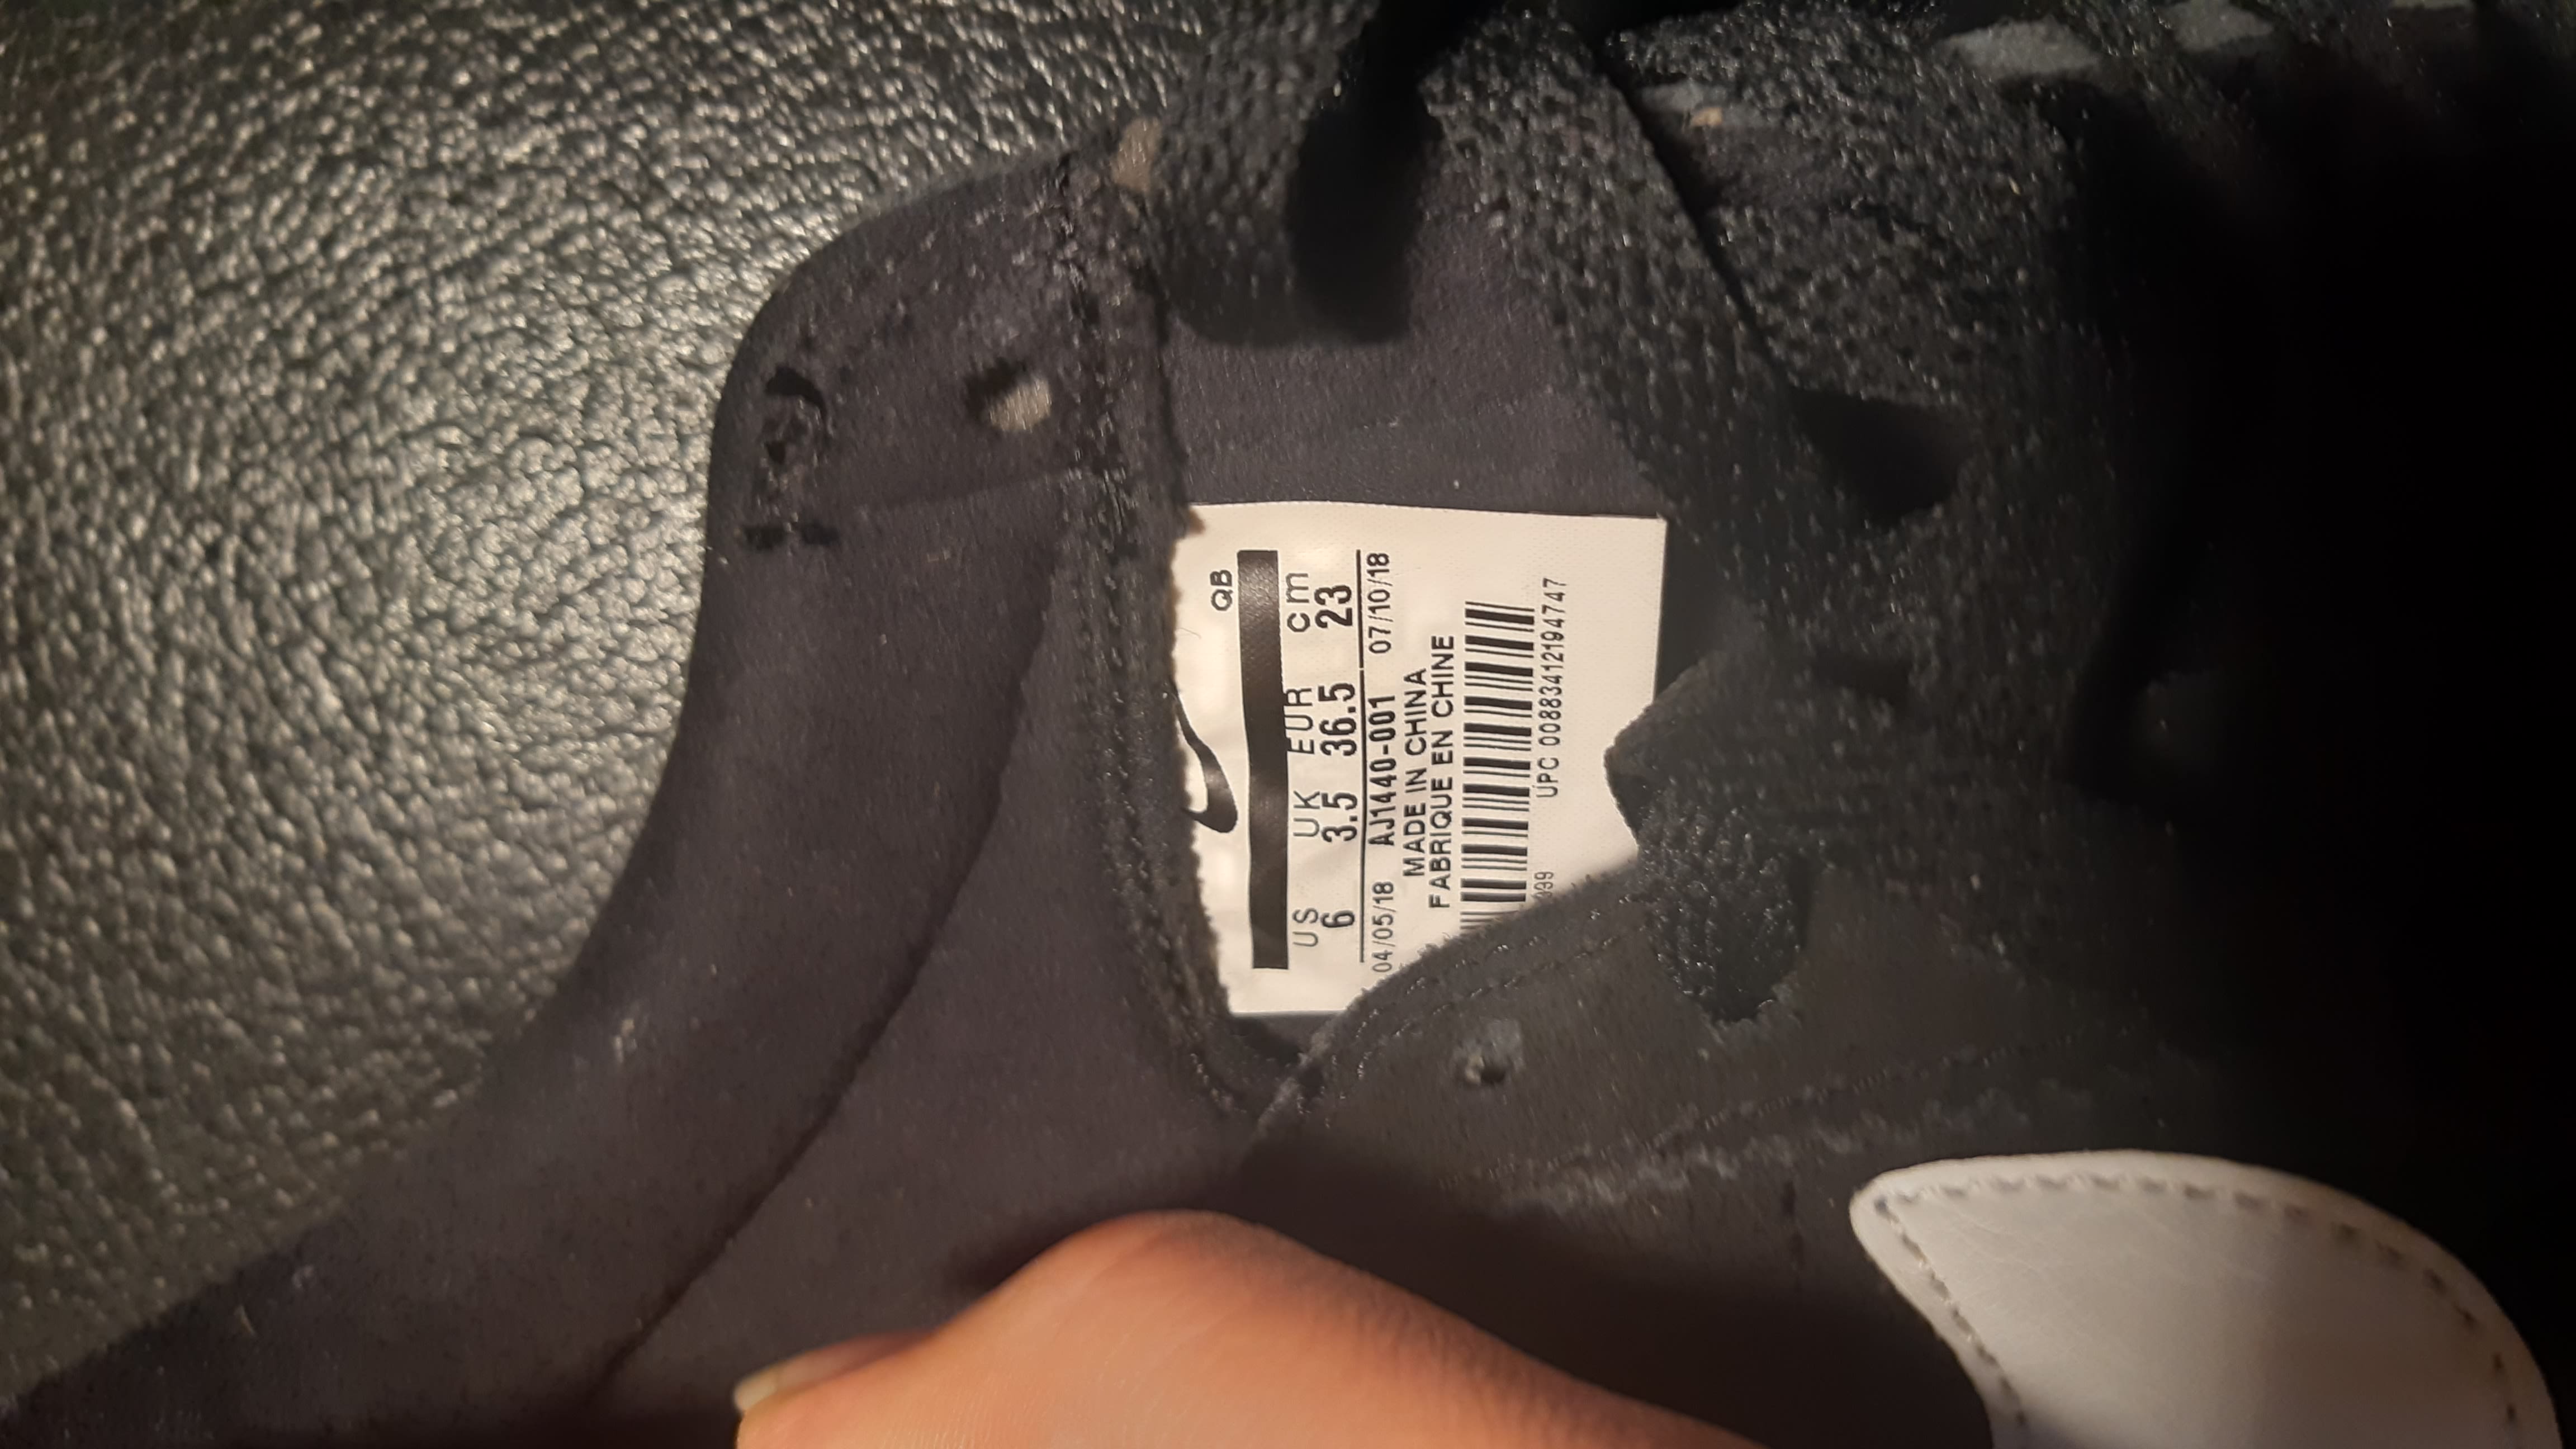 QB
US UK EUR cm
6 3.5 36.5 23
04/05/18 AJ1440-001 07/10/18
MADE IN CHINA
FABRIQUE EN CHINE
UPC 00883412194747